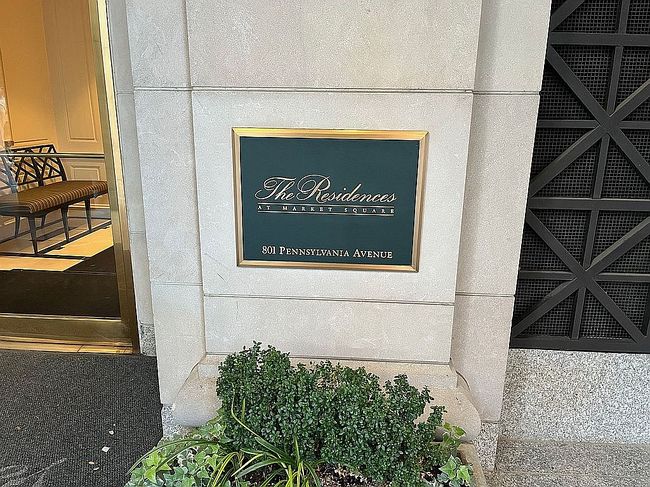 The Residences
AT MARKET SQUARE
801 PENNSYLVANIA AVENUE